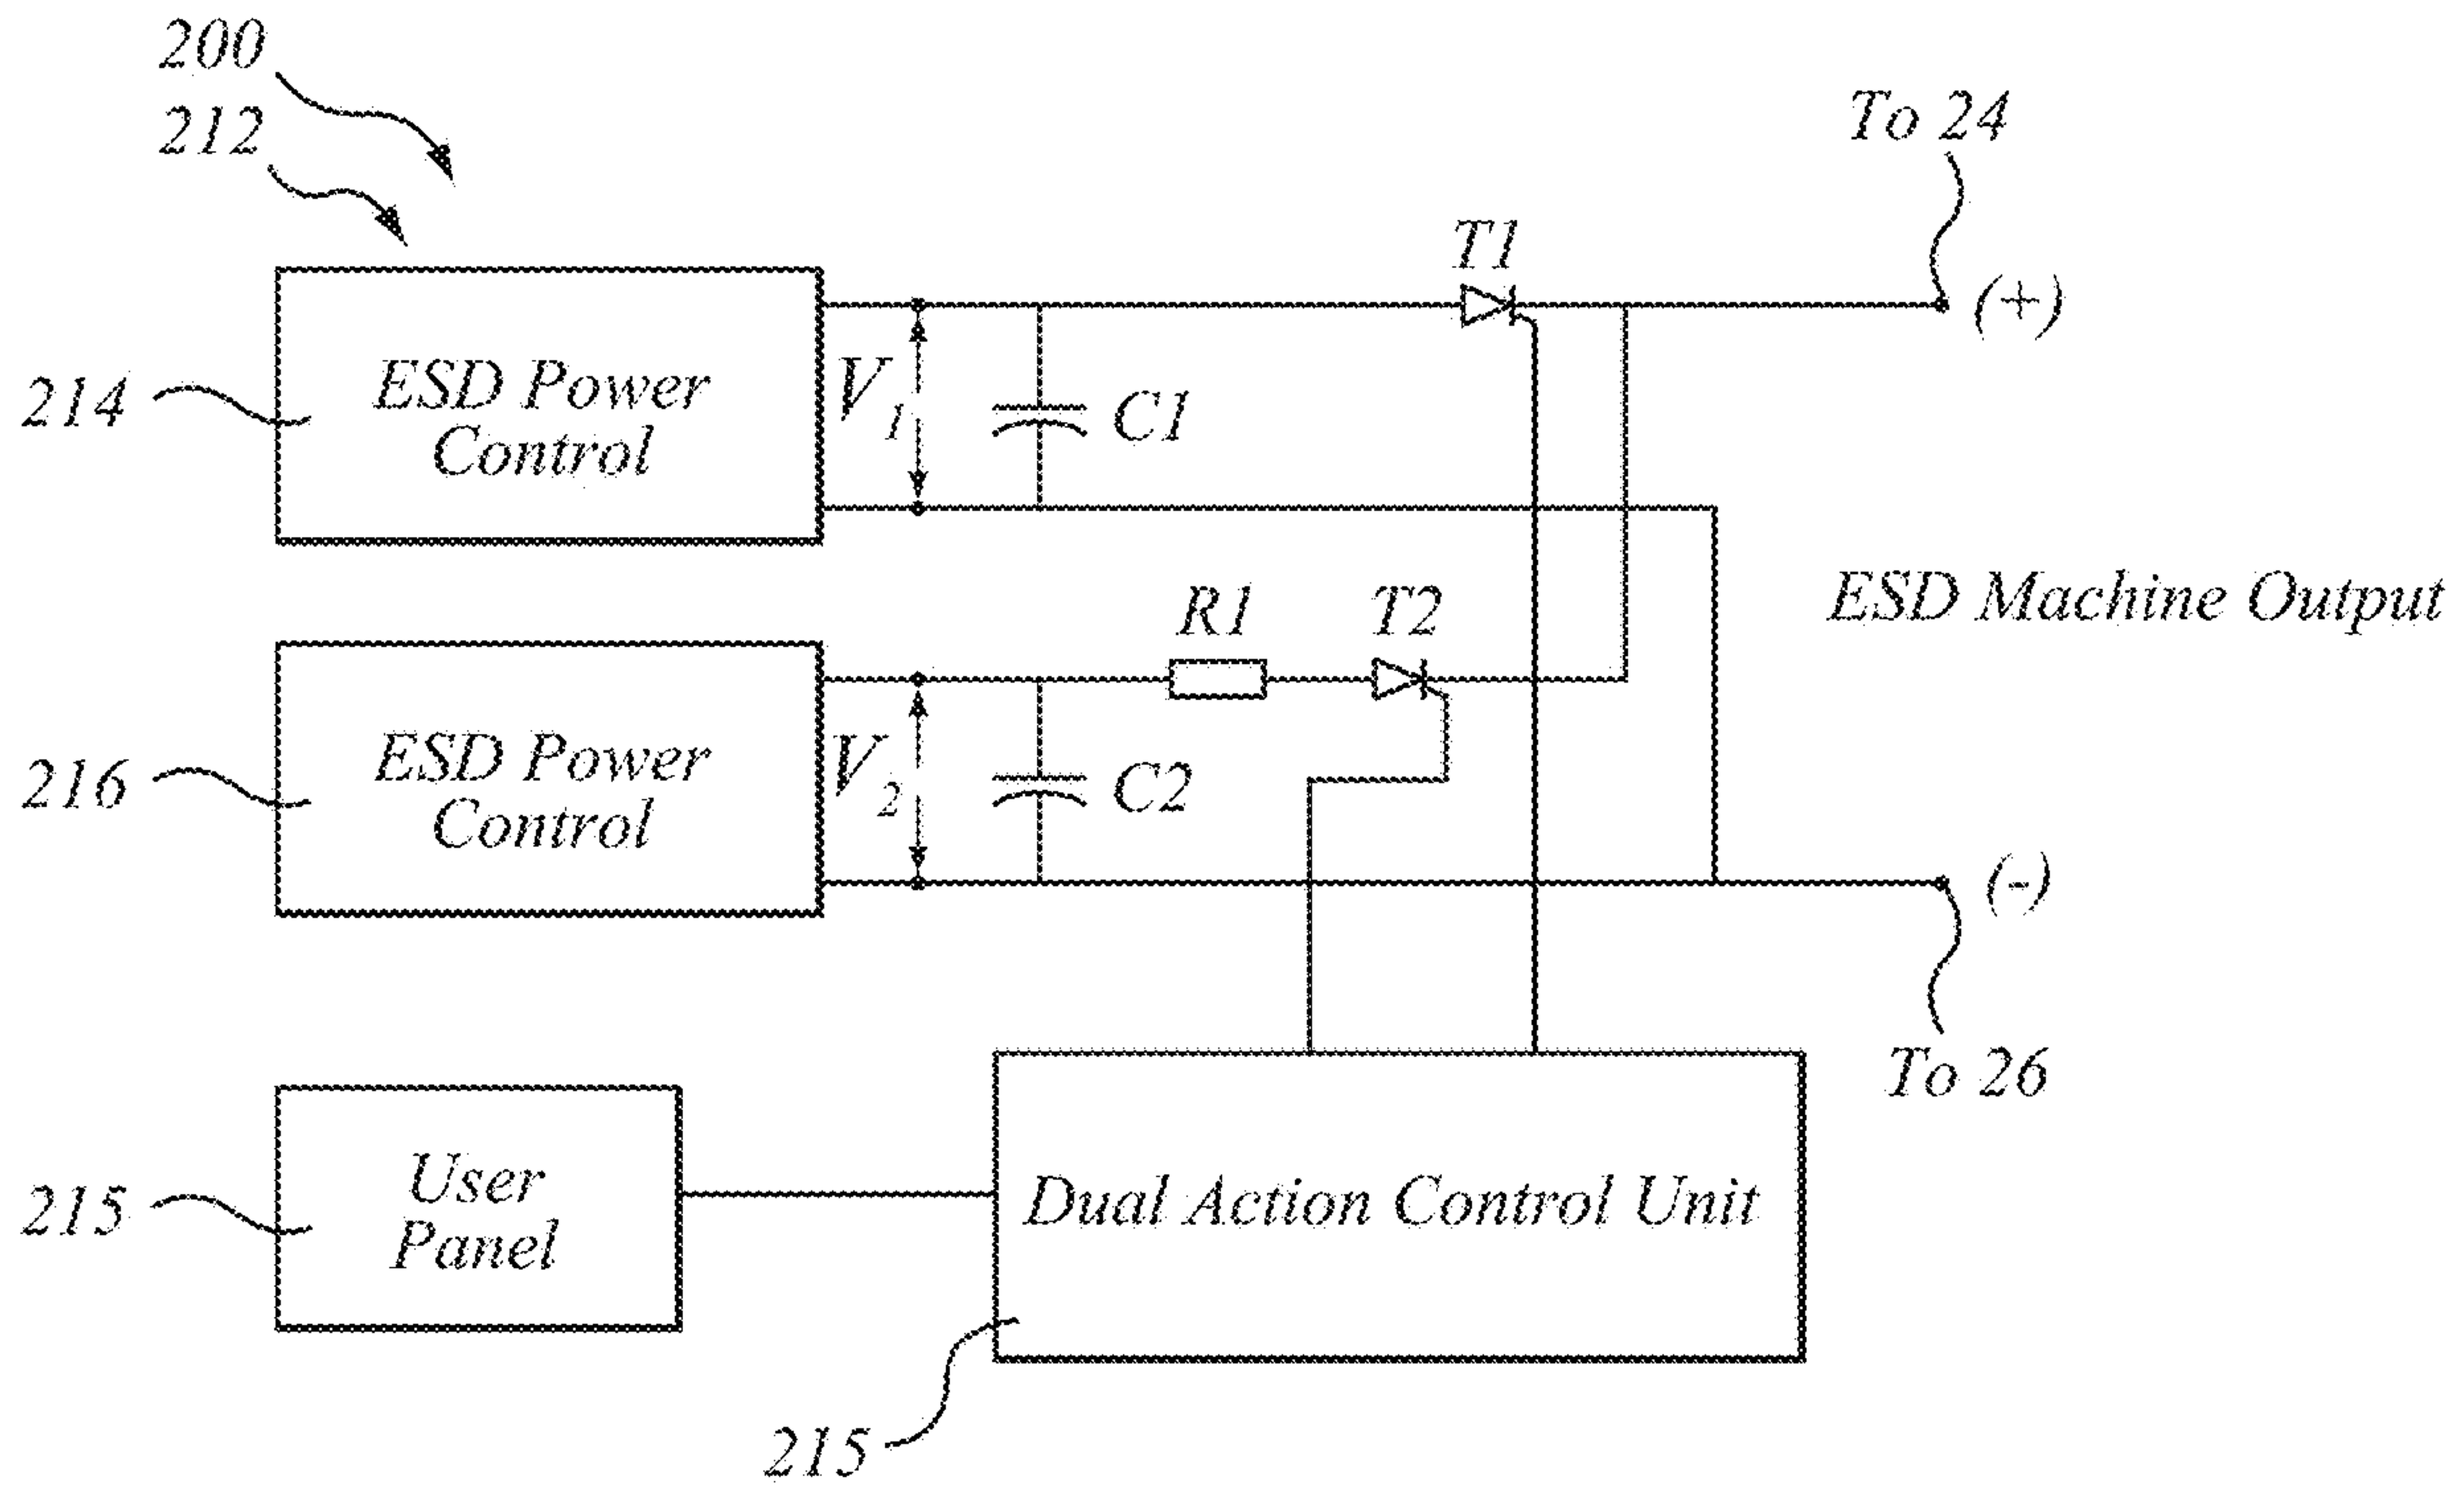 200
212
To 24
T1
(+)
214
ESD Power
Control
V1
C1
ESD Machine Output
R1
T2
216
ESD Power
Control
V2
C2
(-)
To 26
215
User
Panel
Dual Action Control Unit
215